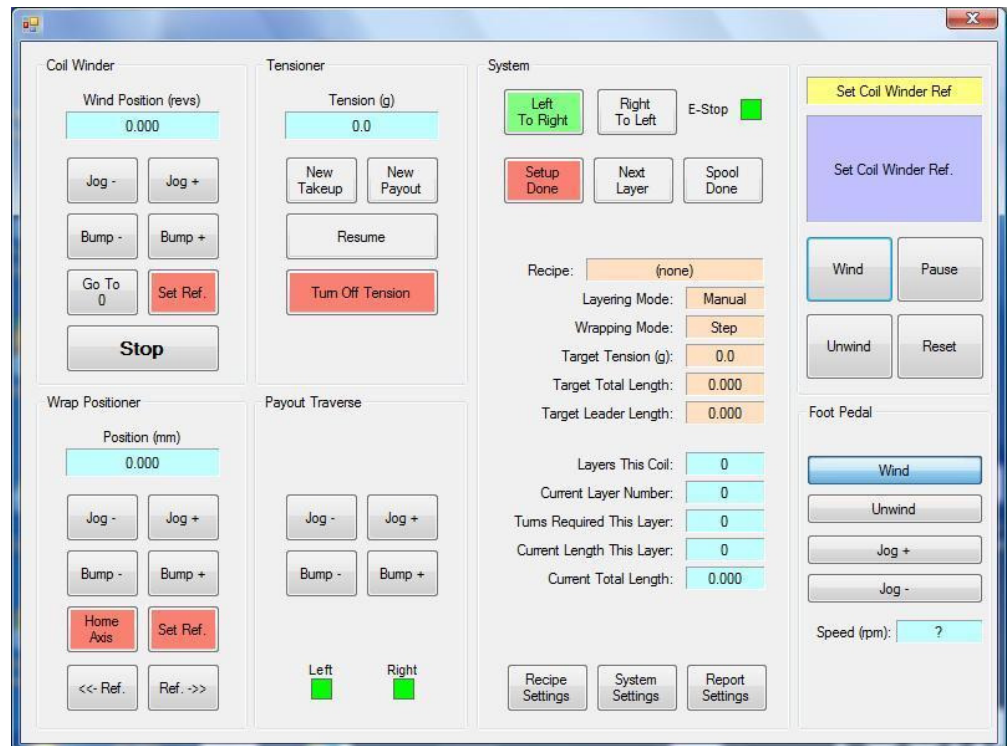 Coil Winder
Wind Position (revs)
0.000
Jog -
Jog +
Bump -
Bump +
Go To
0
Set Ref.
Stop
Tensioner
Tension (g)
0.0
New
Takeup
New
Payout
Resume
Turn Off Tension
Wrap Positioner
Position (mm)
0.000
Jog -
Jog +
Bump -
Bump +
Home
Axis
Set Ref.
<<- Ref.
Ref. ->>
Payout Traverse
Jog -
Jog +
Bump -
Bump +
Left
Right
System
Left
To Right
Right
To Left
E-Stop
Setup
Done
Next
Layer
Spool
Done
Recipe: (none)
Layering Mode: Manual
Wrapping Mode: Step
Target Tension (g): 0.0
Target Total Length: 0.000
Target Leader Length: 0.000
Layers This Coil: 0
Current Layer Number: 0
Turns Required This Layer: 0
Current Length This Layer: 0
Current Total Length: 0.000
Recipe
Settings
System
Settings
Report
Settings
Set Coil Winder Ref
Set Coil Winder Ref.
Wind
Pause
Unwind
Reset
Foot Pedal
Wind
Unwind
Jog +
Jog -
Speed (rpm): ?